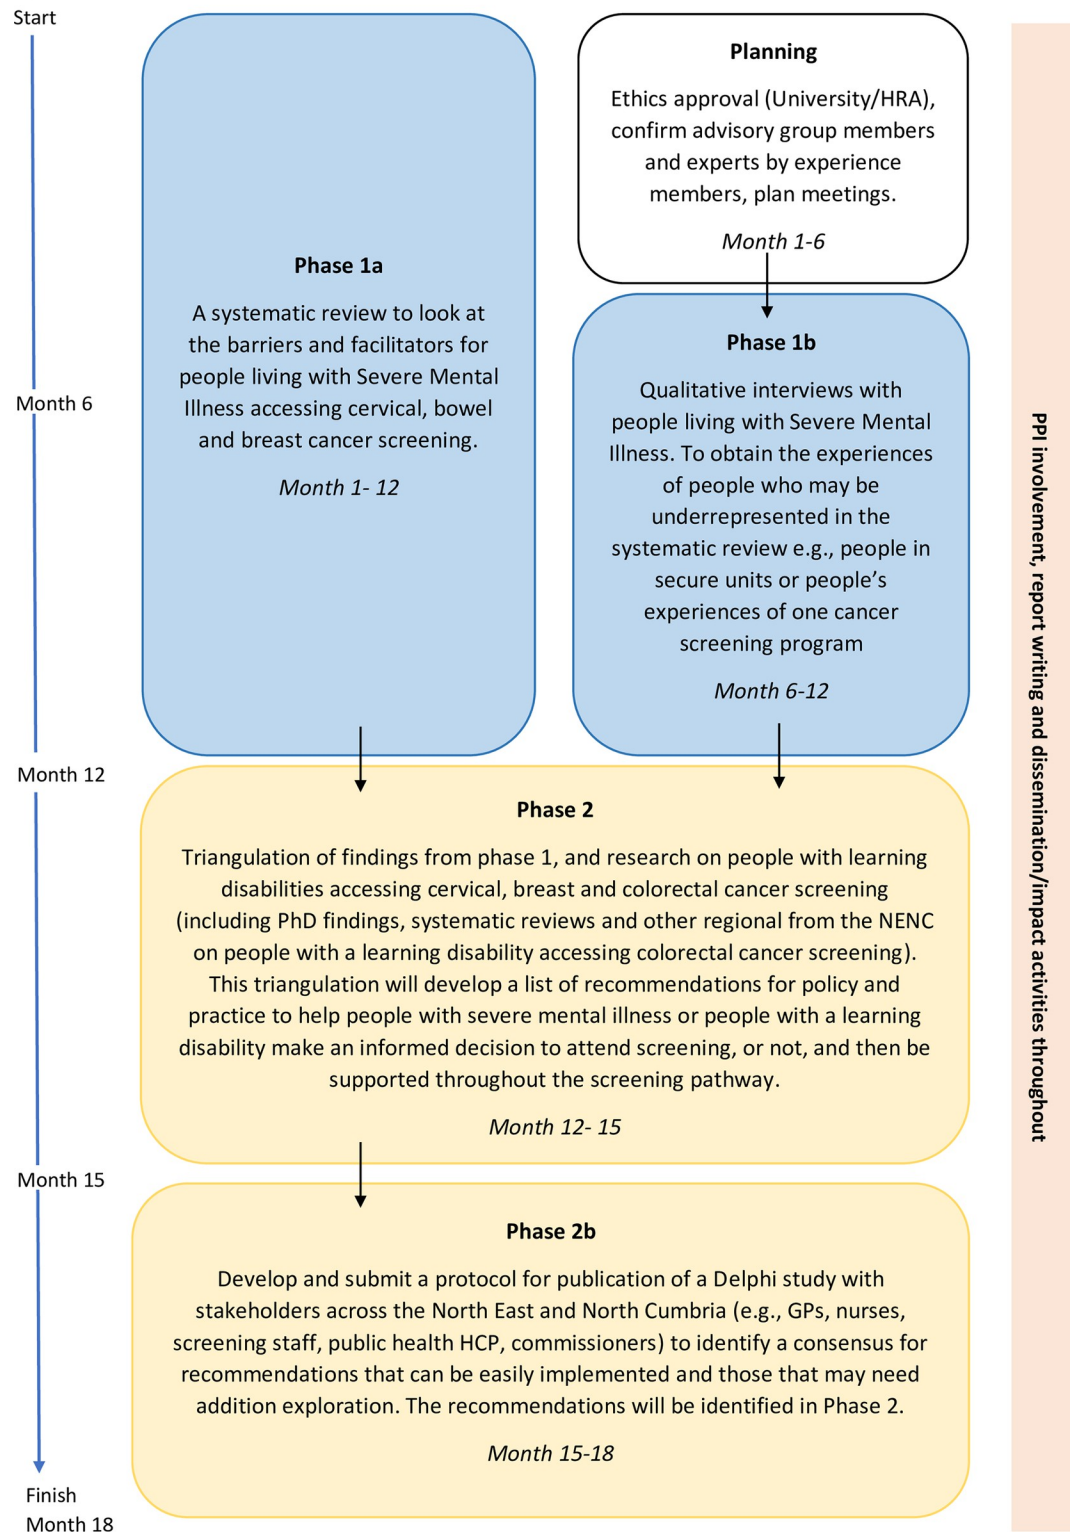 Start
Planning
Ethics approval (University/HRA),
confirm advisory group members
and experts by experience
members, plan meetings.
Month 1-6
Phase 1a
A systematic review to look at
the barriers and facilitators for
people living with Severe Mental
Illness accessing cervical, bowel
and breast cancer screening.
Month 1- 12
Phase 1b
Qualitative interviews with
people living with Severe Mental
Illness. To obtain the experiences
of people who may be
underrepresented in the
systematic review e.g., people in
secure units or people’s
experiences of one cancer
screening program
Month 6-12
Month 6
Month 12
Phase 2
Triangulation of findings from phase 1, and research on people with learning
disabilities accessing cervical, breast and colorectal cancer screening
(including PhD findings, systematic reviews and other regional from the NENC
on people with a learning disability accessing colorectal cancer screening).
This triangulation will develop a list of recommendations for policy and
practice to help people with severe mental illness or people with a learning
disability make an informed decision to attend screening, or not, and then be
supported throughout the screening pathway.
Month 12- 15
Month 15
Phase 2b
Develop and submit a protocol for publication of a Delphi study with
stakeholders across the North East and North Cumbria (e.g., GPs, nurses,
screening staff, public health HCP, commissioners) to identify a consensus for
recommendations that can be easily implemented and those that may need
addition exploration. The recommendations will be identified in Phase 2.
Month 15-18
Finish
Month 18
PPI involvement, report writing and dissemination/impact activities throughout